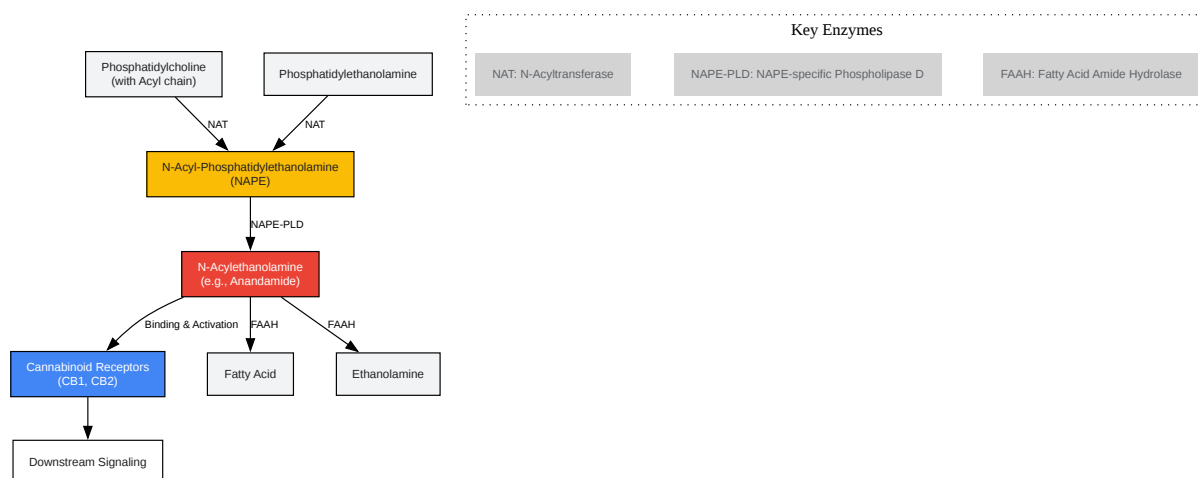 Key Enzymes
NAT: N-Acyltransferase
NAPE-PLD: NAPE-specific Phospholipase D
FAAH: Fatty Acid Amide Hydrolase
Phosphatidylcholine
(with Acyl chain)
Phosphatidylethanolamine
NAT
NAT
N-Acyl-Phosphatidylethanolamine
(NAPE)
NAPE-PLD
N-Acylethanolamine
(e.g., Anandamide)
Binding & Activation
FAAH
FAAH
Cannabinoid Receptors
(CB1, CB2)
Fatty Acid
Ethanolamine
Downstream Signaling